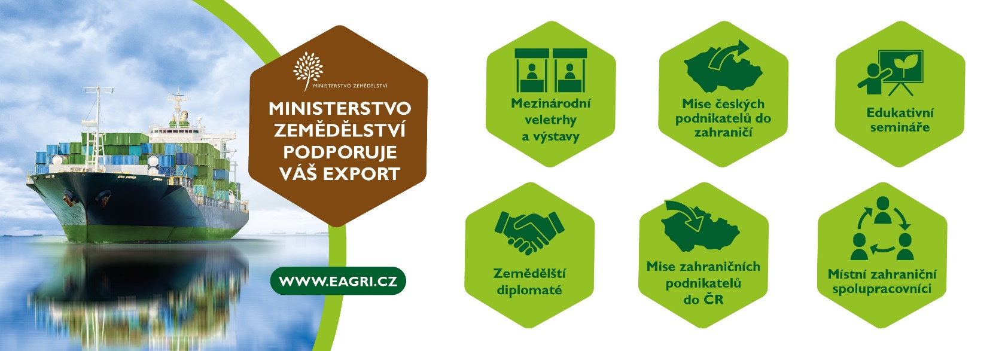 MINISTERSTVO ZEMĚDĚLSTVÍ
MINISTERSTVO
ZEMĚDĚLSTVÍ
PODPORUJE
VÁŠ EXPORT
WWW.EAGRI.CZ
Mezinárodní
veletrhy
a výstavy
Mise českých
podnikatelů do
zahraničí
Edukativní
semináře
Zemědělští
diplomaté
Mise zahraničních
podnikatelů
do ČR
Místní zahraniční
spolupracovníci